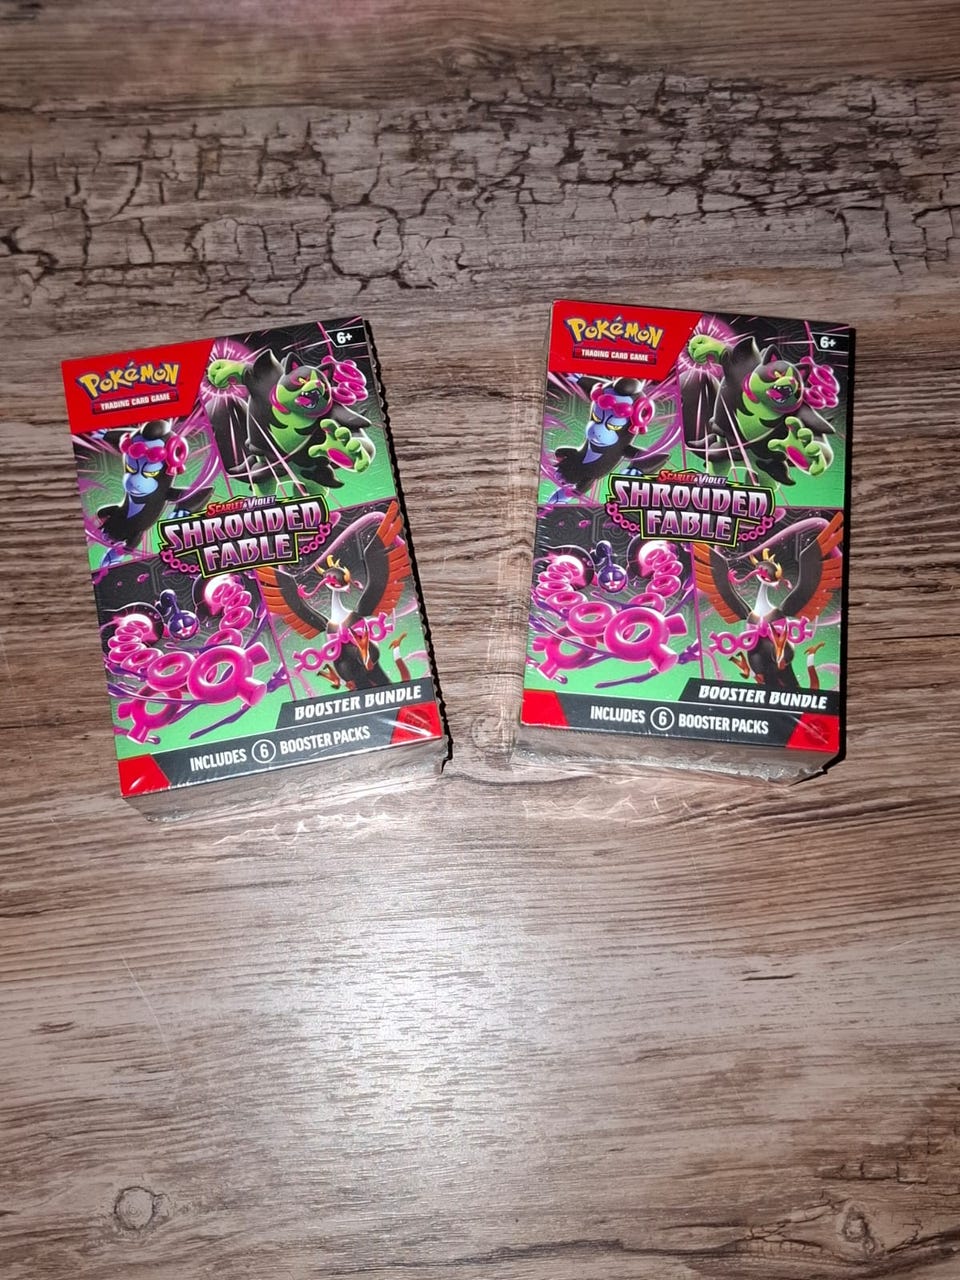 6+
POKéMON
TRADING CARD GAME
SCARLET & VIOLET
SHROUDED
FABLE
BOOSTER BUNDLE
INCLUDES 6 BOOSTER PACKS
6+
POKéMON
TRADING CARD GAME
SCARLET & VIOLET
SHROUDED
FABLE
BOOSTER BUNDLE
INCLUDES 6 BOOSTER PACKS